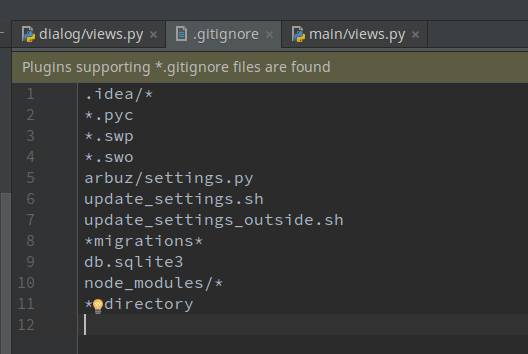 dialog/views.py × .gitignore × main/views.py ×
Plugins supporting *.gitignore files are found
1 .idea/*
2 *.pyc
3 *.swp
4 *.swo
5 arbuz/settings.py
6 update_settings.sh
7 update_settings_outside.sh
8 *migrations*
9 db.sqlite3
10 node_modules/*
11 * directory
12